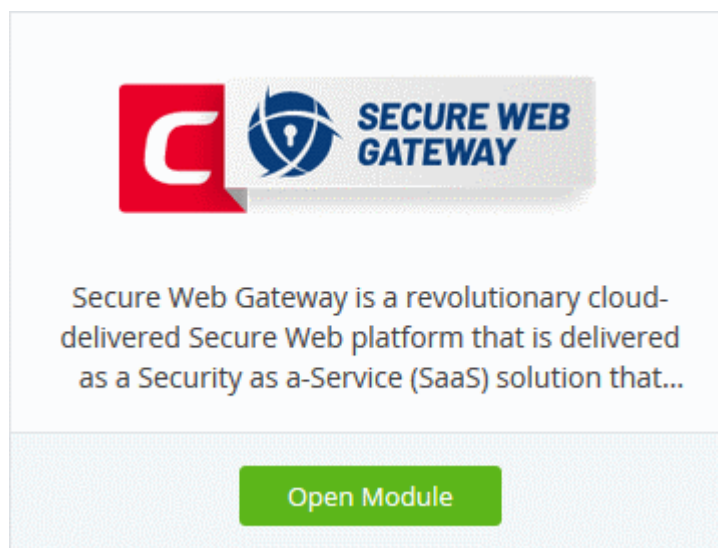 C
SECURE WEB
GATEWAY
Secure Web Gateway is a revolutionary cloud-
delivered Secure Web platform that is delivered
as a Security as a-Service (SaaS) solution that...
Open Module